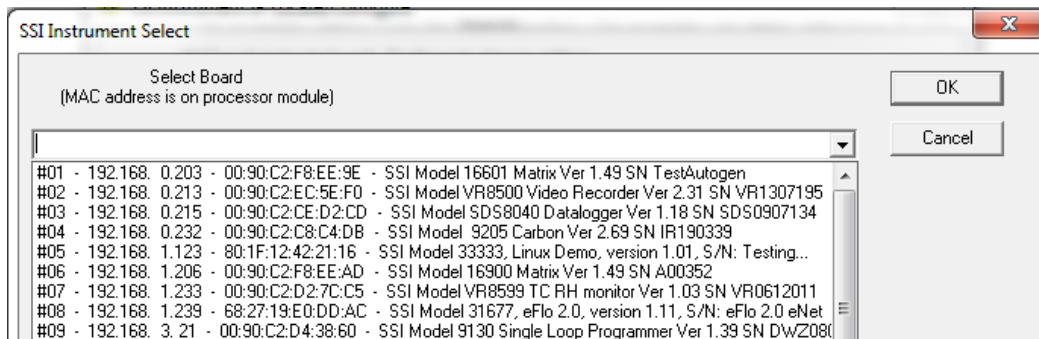 SSI Instrument Select
Select Board
(MAC address is on processor module)
OK
Cancel
#01 - 192.168. 0.203 - 00:90:C2:F8:EE:9E - SSI Model 16601 Matrix Ver 1.49 SN TestAutogen
#02 - 192.168. 0.213 - 00:90:C2:EC:5E:F0 - SSI Model VR8500 Video Recorder Ver 2.31 SN VR1307195
#03 - 192.168. 0.215 - 00:90:C2:CE:D2:CD - SSI Model SDS8040 Datalogger Ver 1.18 SN SDS0907134
#04 - 192.168. 0.232 - 00:90:C2:C8:C4:DB - SSI Model 9205 Carbon Ver 2.69 SN IR190339
#05 - 192.168. 1.123 - 80:1F:12:42:21:16 - SSI Model 33333, Linux Demo, version 1.01, S/N: Testing...
#06 - 192.168. 1.206 - 00:90:C2:F8:EE:AD - SSI Model 16900 Matrix Ver 1.49 SN A00352
#07 - 192.168. 1.233 - 00:90:C2:D2:7C:C5 - SSI Model VR8599 TC RH monitor Ver 1.03 SN VR0612011
#08 - 192.168. 1.239 - 68:27:19:E0:DD:AC - SSI Model 31677, eFlo 2.0, version 1.11, S/N: eFlo 2.0 eNet
#09 - 192.168. 3. 21 - 00:90:C2:D4:38:60 - SSI Model 9130 Single Loop Programmer Ver 1.39 SN DWZ08